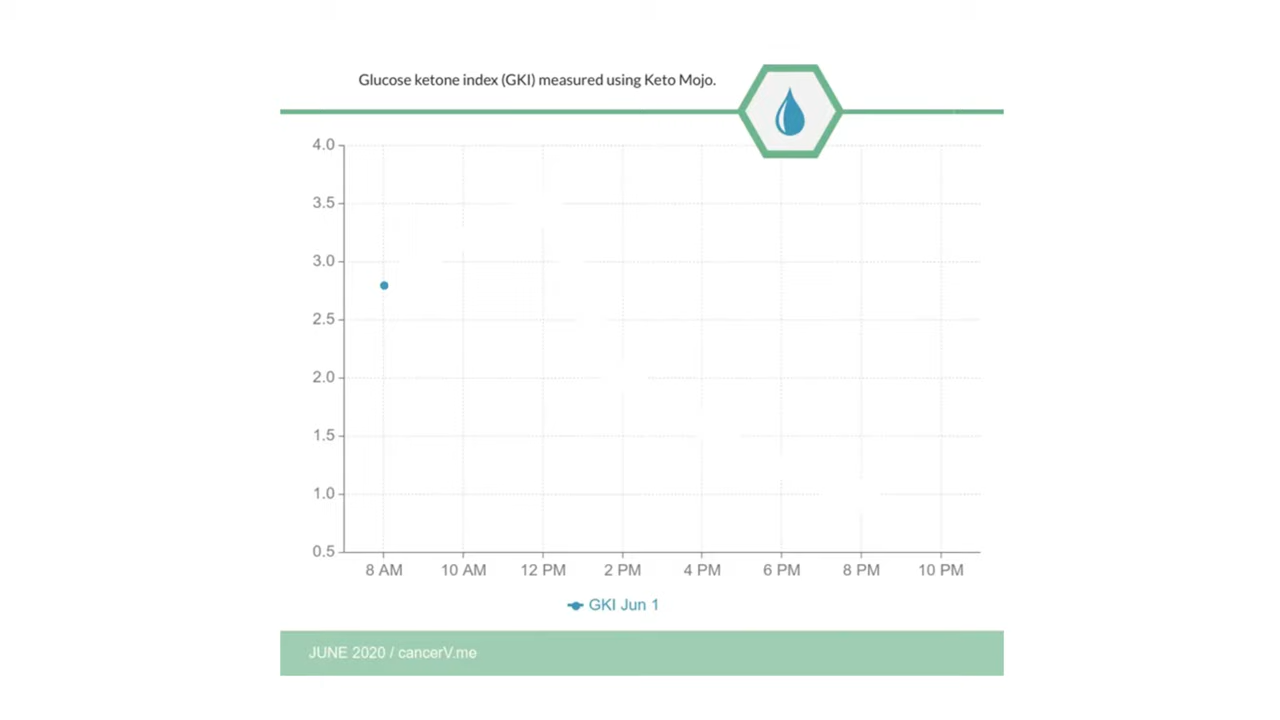 Glucose ketone index (GKI) measured using Keto Mojo.
4.0
3.5
3.0
2.5
2.0
1.5
1.0
0.5
8 AM 10 AM 12 PM 2 PM 4 PM 6 PM 8 PM 10 PM
GKI Jun 1
JUNE 2020 / cancerV.me